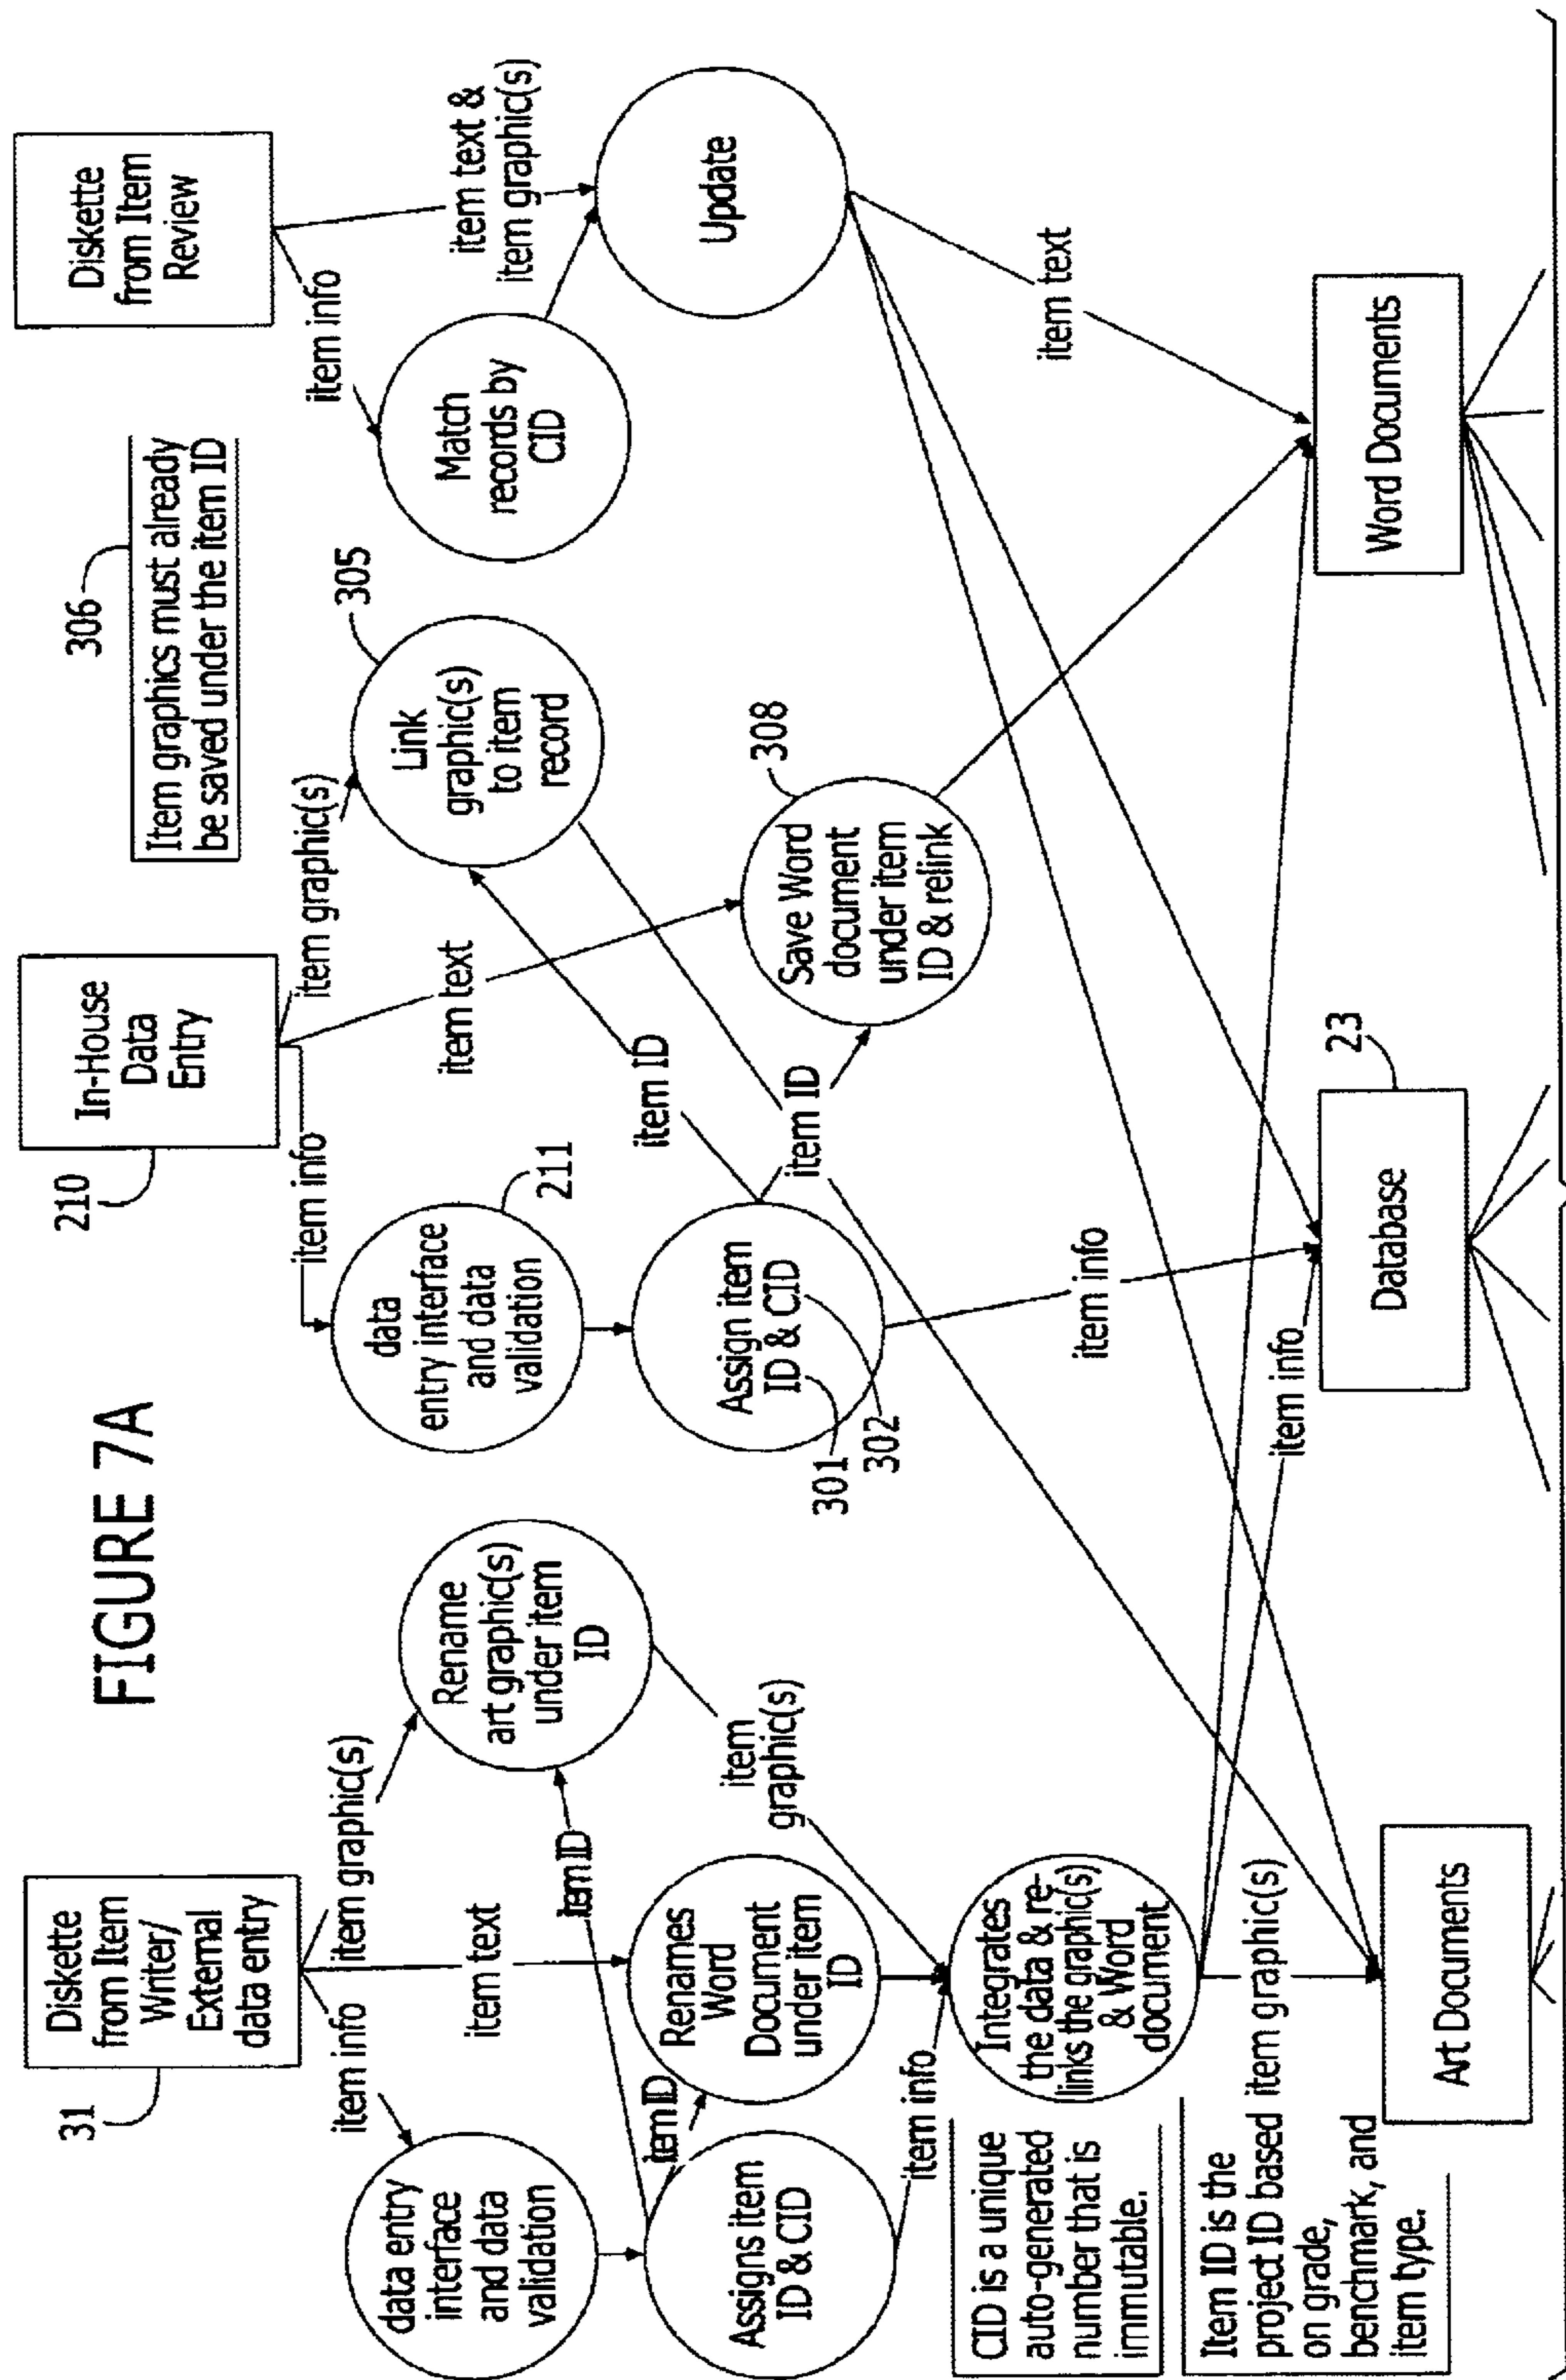 FIGURE 7A
31
Diskette
from Item
Writer/
External
data entry
item info
item graphic(s)
item text
data entry
interface
and data
validation
Rename
art graphic(s)
under item
ID
Assigns item
ID & CID
item ID
item ID
Renames
Word
Document
under item
ID
item
graphic(s)
item info
Integrates
the data & re-
links the graphic(s)
& Word
document
CID is a unique
auto-generated
number that is
immutable.
Item ID is the
project ID based
on grade,
benchmark, and
item type.
item graphic(s)
Art Documents
210
In-House
Data
Entry
item info
item graphic(s)
item text
306
Item graphics must already
be saved under the item ID
data
entry interface
and data
validation
211
Link
graphic(s)
to item
record
305
Assign item
ID & CID
301
302
item ID
item ID
Save Word
document
under item
ID & relink
308
item info
item info
Database
23
Diskette
from Item
Review
item info
item text &
item graphic(s)
Match
records by
CID
Update
item text
Word Documents